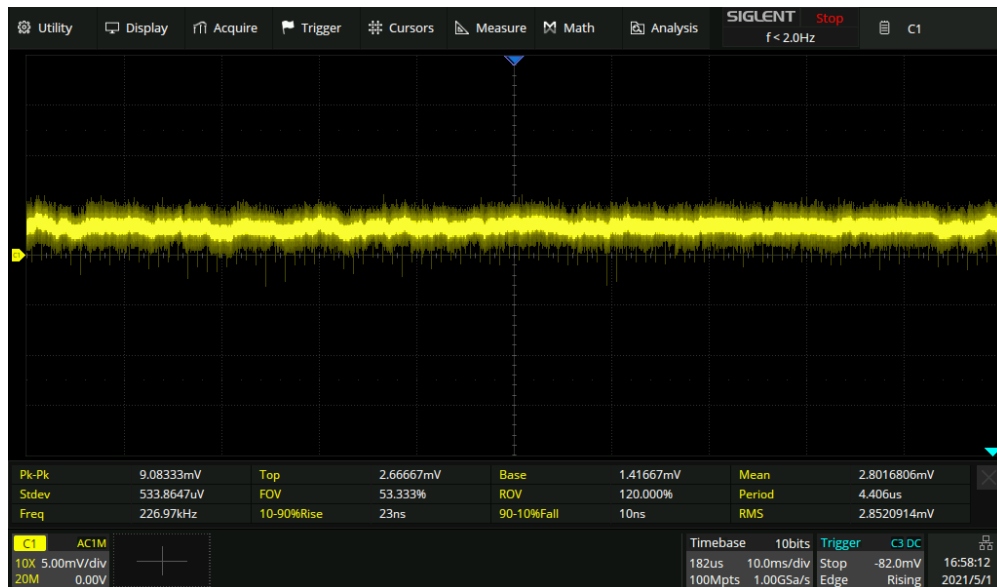 Utility Display Acquire Trigger Cursors Measure Math Analysis SIGLENT Stop C1
f < 2.0Hz
C1
Pk-Pk 9.08333mV Top 2.66667mV Base 1.41667mV Mean 2.8016806mV
Stdev 533.8647uV FOV 53.333% ROV 120.000% Period 4.406us
Freq 226.97kHz 10-90%Rise 23ns 90-10%Fall 10ns RMS 2.8520914mV
C1 AC1M Timebase 10bits Trigger C3 DC
10X 5.00mV/div 182us 10.0ms/div Stop -82.0mV 16:58:12
20M 0.00V 100Mpts 1.00GSa/s Edge Rising 2021/5/1